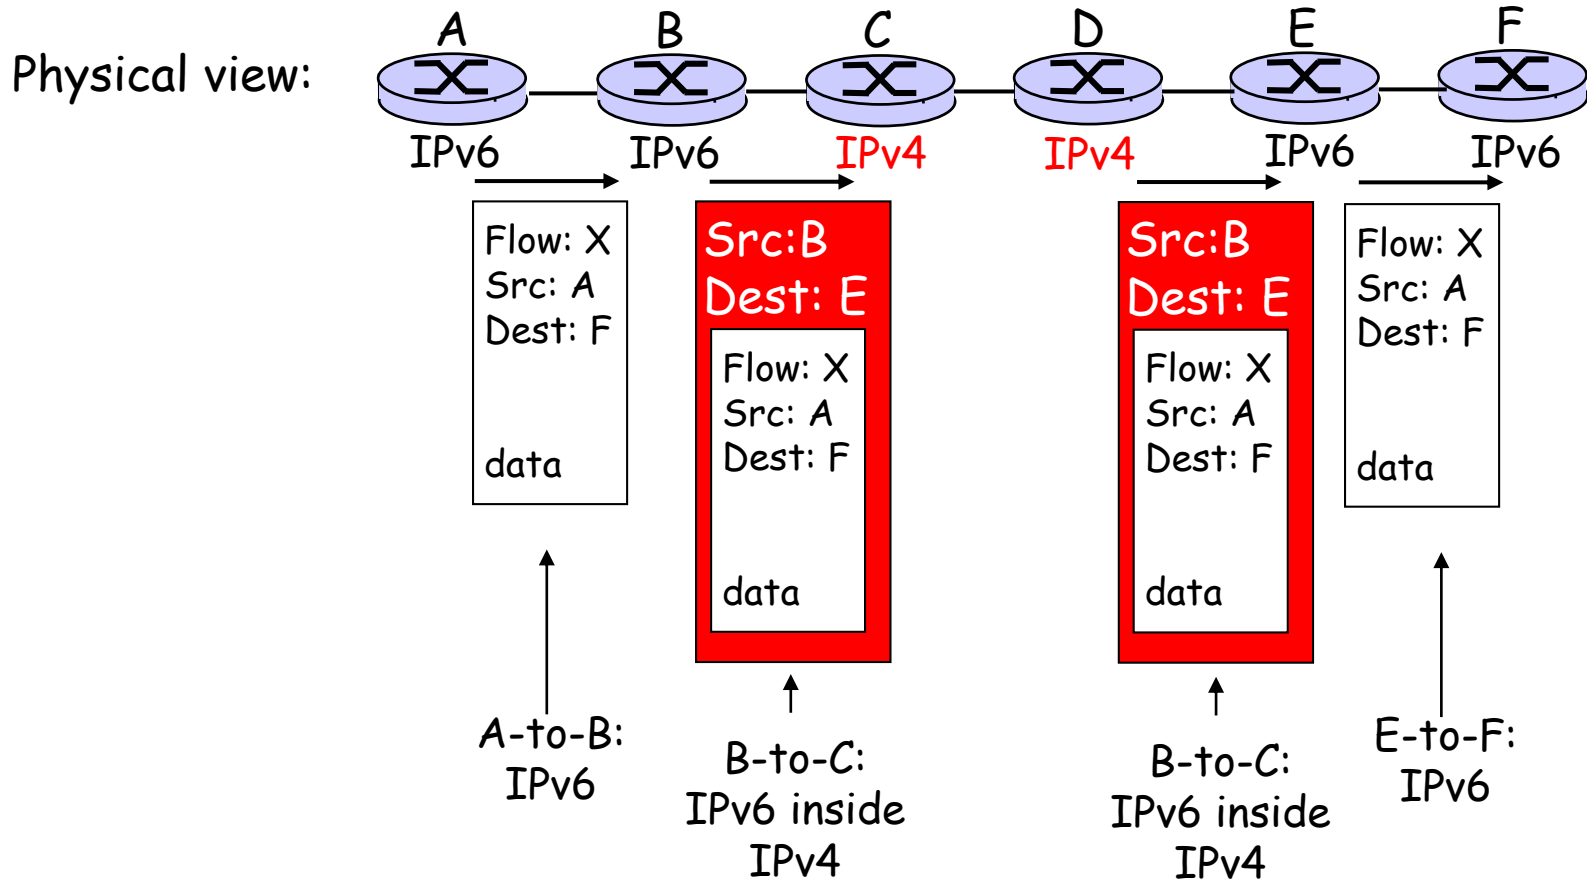 A B C D E F
Physical view:
IPv6 IPv6 IPv4 IPv4 IPv6 IPv6
Flow: X
Src: A
Dest: F
data
Src:B
Dest: E
Flow: X
Src: A
Dest: F
data
Src:B
Dest: E
Flow: X
Src: A
Dest: F
data
Flow: X
Src: A
Dest: F
data
A-to-B:
IPv6
B-to-C:
IPv6 inside
IPv4
B-to-C:
IPv6 inside
IPv4
E-to-F:
IPv6